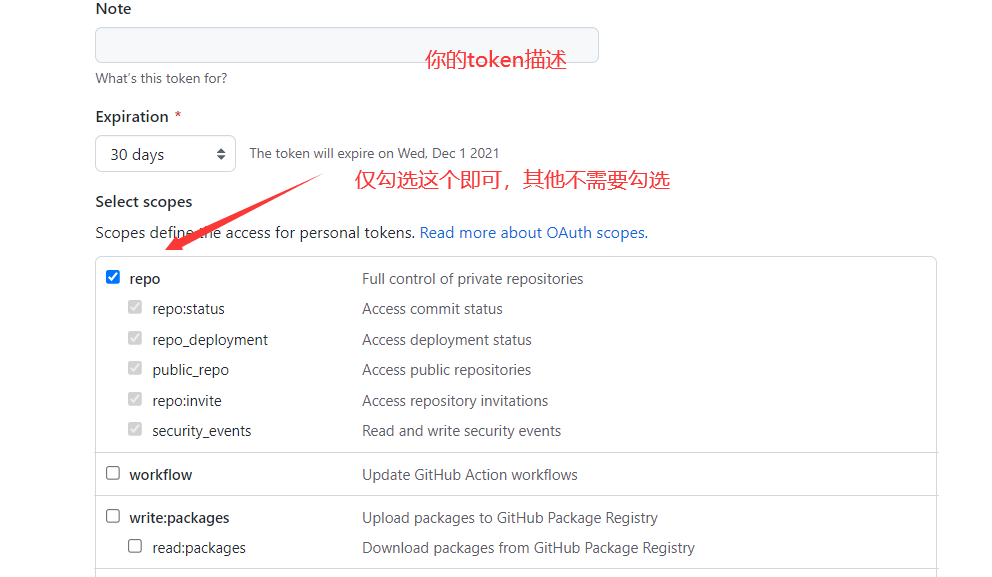 Note
你的token描述
What's this token for?
Expiration *
30 days The token will expire on Wed, Dec 1 2021
仅勾选这个即可，其他不需要勾选
Select scopes
Scopes define the access for personal tokens. Read more about OAuth scopes.
repo Full control of private repositories
repo:status Access commit status
repo_deployment Access deployment status
public_repo Access public repositories
repo:invite Access repository invitations
security_events Read and write security events
workflow Update GitHub Action workflows
write:packages Upload packages to GitHub Package Registry
read:packages Download packages from GitHub Package Registry